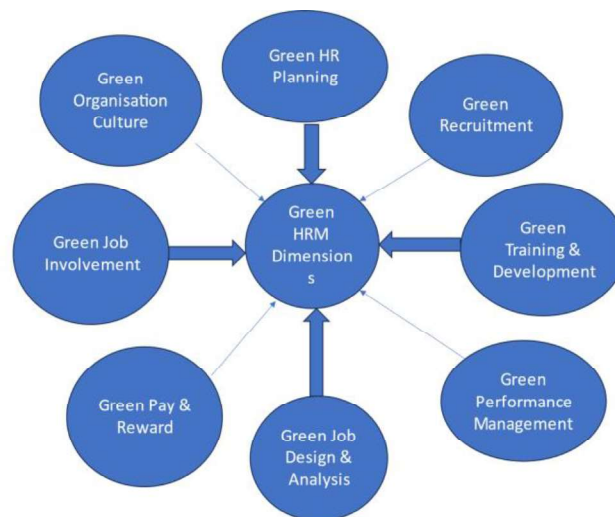 Green HR
Planning
Green
Organisation
Culture
Green
Recruitment
Green
HRM
Dimension
s
Green Job
Involvement
Green
Training &
Development
Green Pay &
Reward
Green
Performance
Management
Green Job
Design &
Analysis